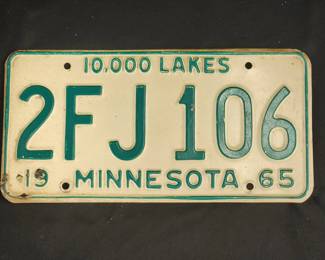 10,000 LAKES
2FJ 106
19 MINNESOTA 65